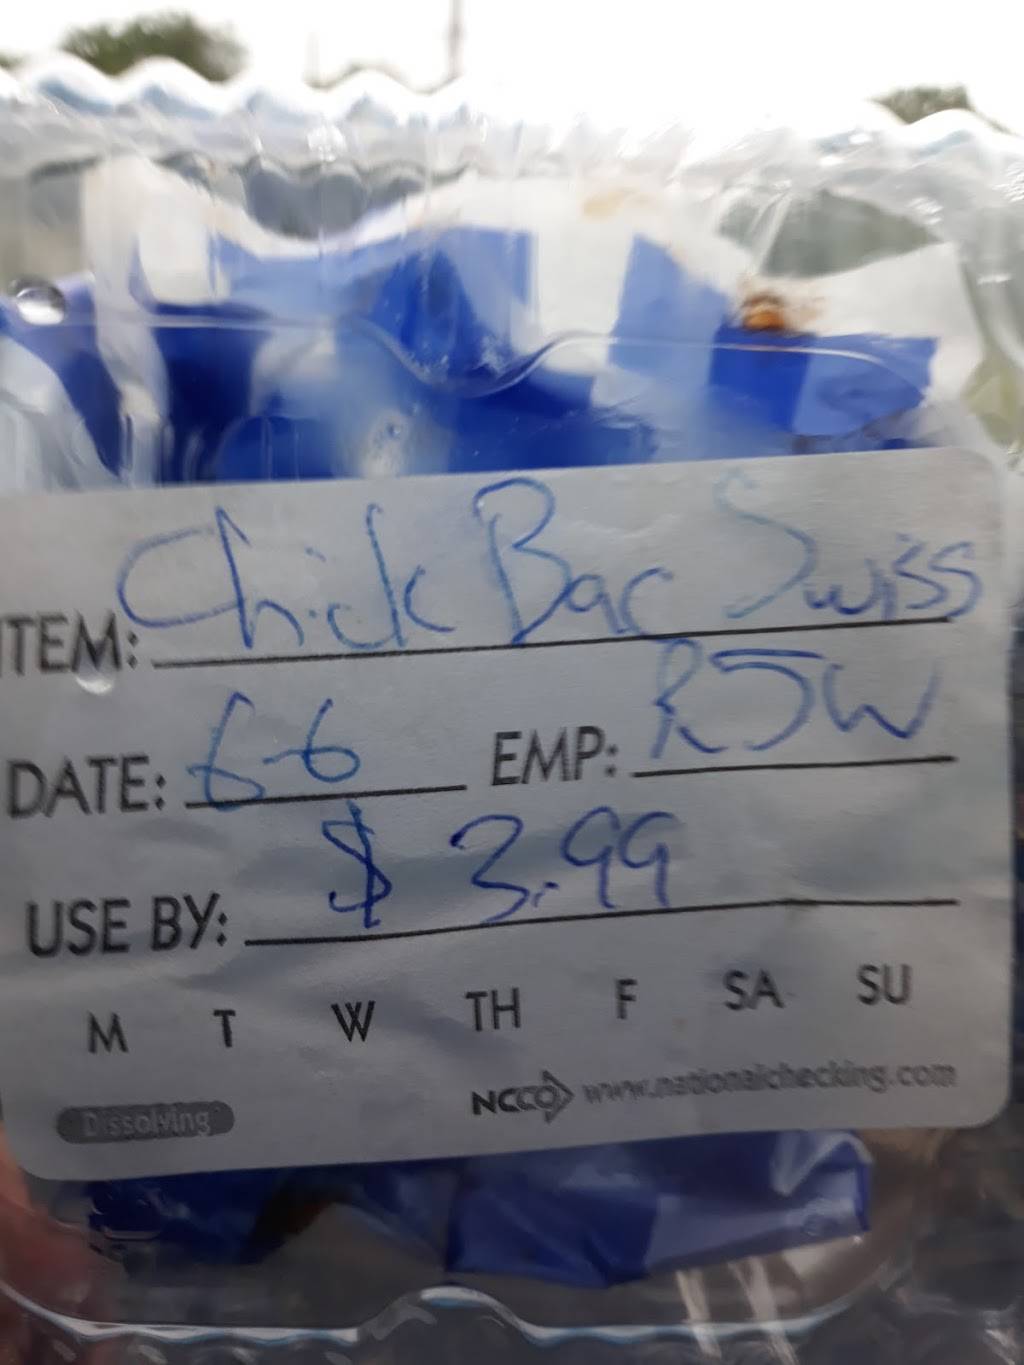 ITEM: Chick Bac Swiss
DATE: 6-6 EMP: RJW
USE BY: $ 3.99
M T W TH F SA SU
Dissolving NCCO www.nationalchecking.com